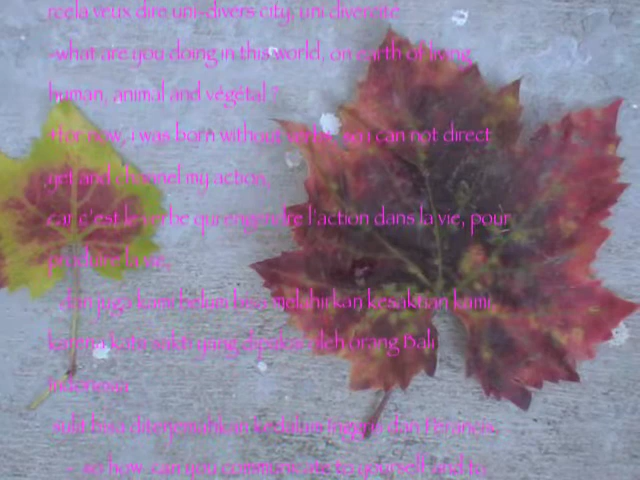 reela veux dire uni-divers city, uni divercité
-what are you doing in this world, on earth of living
human, animal and végétal ?
+for now, i was born without verbe, so i can not direct
yet and channel my action,
car c'est le verbe qui engendre l'action dans la vie, pour
produire la vie,
dan juga kami belum bisa melahirkan kesaktian kami,
karena kata sakti yang dipakai oleh orang Bali
Indonesia
sulit bisa diterjemahkan kedalam inggris dan Perancis,
- so how can you communicate to yourself and to